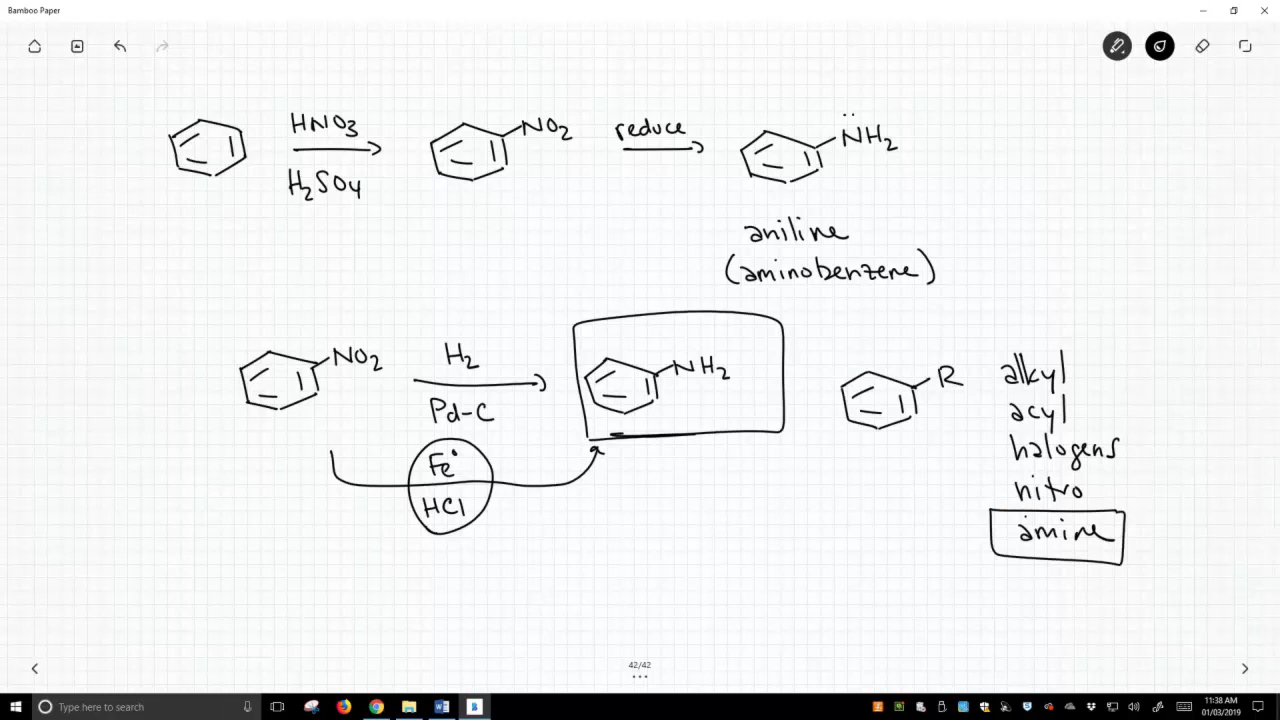 Bamboo Paper
HNO3
H2SO4
NO2
reduce
N̈H2
aniline
(aminobenzene)
NO2
H2
Pd-C
Fe°
HCl
NH2
R
alkyl
acyl
halogens
nitro
amine
42/42
Type here to search
11:38 AM
01/03/2019